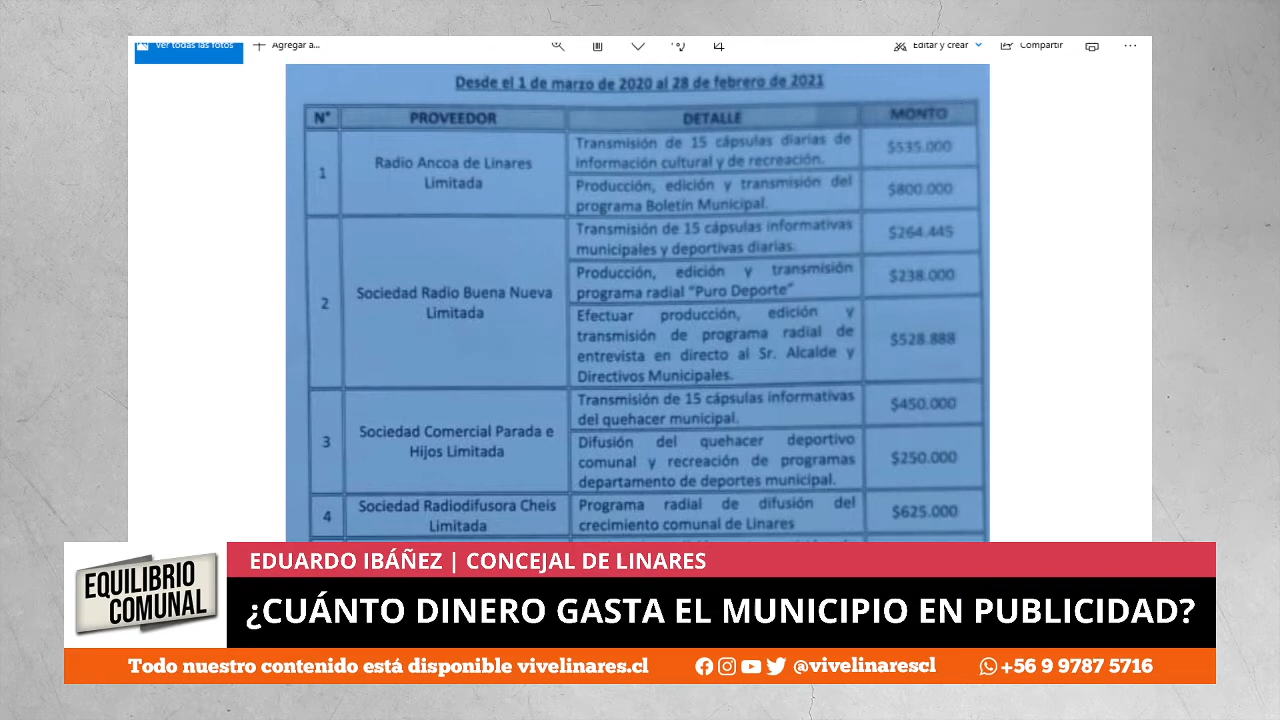 Ver todas las fotos
Agregar a...
Editar y crear
Compartir
Desde el 1 de marzo de 2020 al 28 de febrero de 2021
N° PROVEEDOR DETALLE MONTO
1
Radio Ancoa de Linares
Limitada
Transmisión de 15 cápsulas diarias de
información cultural y de recreación.
$535.000
Producción, edición y transmisión del
programa Boletín Municipal.
$800.000
2
Sociedad Radio Buena Nueva
Limitada
Transmisión de 15 cápsulas informativas
municipales y deportivas diarias.
$264.445
Producción, edición y transmisión
programa radial "Puro Deporte"
$238.000
Efectuar producción, edición y
transmisión de programa radial de
entrevista en directo al Sr. Alcalde y
Directivos Municipales.
$528.888
3
Sociedad Comercial Parada e
Hijos Limitada
Transmisión de 15 cápsulas informativas
del quehacer municipal.
$450.000
Difusión del quehacer deportivo
comunal y recreación de programas
departamento de deportes municipal.
$250.000
4
Sociedad Radiodifusora Cheis
Limitada
Programa radial de difusión del
crecimiento comunal de Linares
$625.000
EQUILIBRIO
COMUNAL
EDUARDO IBÁÑEZ | CONCEJAL DE LINARES
¿CUÁNTO DINERO GASTA EL MUNICIPIO EN PUBLICIDAD?
Todo nuestro contenido está disponible vivelinares.cl
@vivelinarescl
+56 9 9787 5716